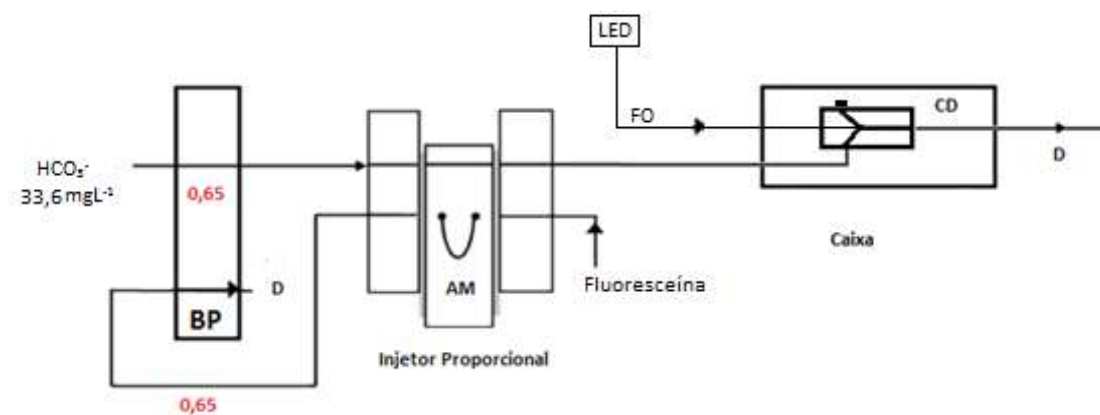 LED
FO
CD
D
HCO₃⁻
33,6 mgL⁻¹
0,65
Caixa
D
BP
AM
Fluoresceína
Injetor Proporcional
0,65